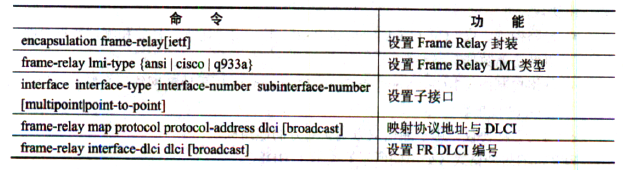 命 令 功 能
encapsulation frame-relay[ietf] 设置 Frame Relay 封装
frame-relay lmi-type {ansi | cisco | q933a} 设置 Frame Relay LMI 类型
interface interface-type interface-number subinterface-number
[multipoint|point-to-point] 设置子接口
frame-relay map protocol protocol-address dlci [broadcast] 映射协议地址与 DLCI
frame-relay interface-dlci dlci [broadcast] 设置 FR DLCI 编号